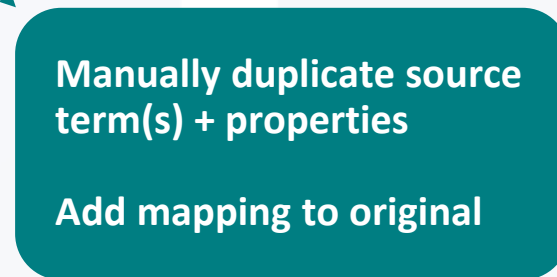 Manually duplicate source
term(s) + properties
Add mapping to original